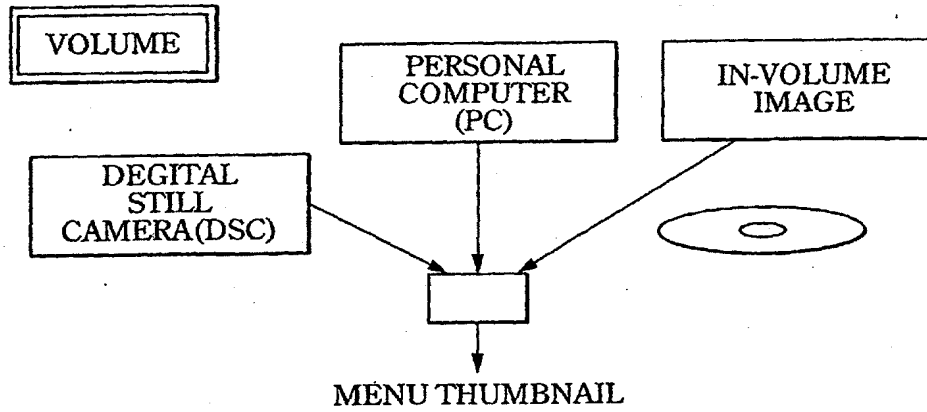 VOLUME
PERSONAL
COMPUTER
(PC)
IN-VOLUME
IMAGE
DEGITAL
STILL
CAMERA(DSC)
MENU THUMBNAIL